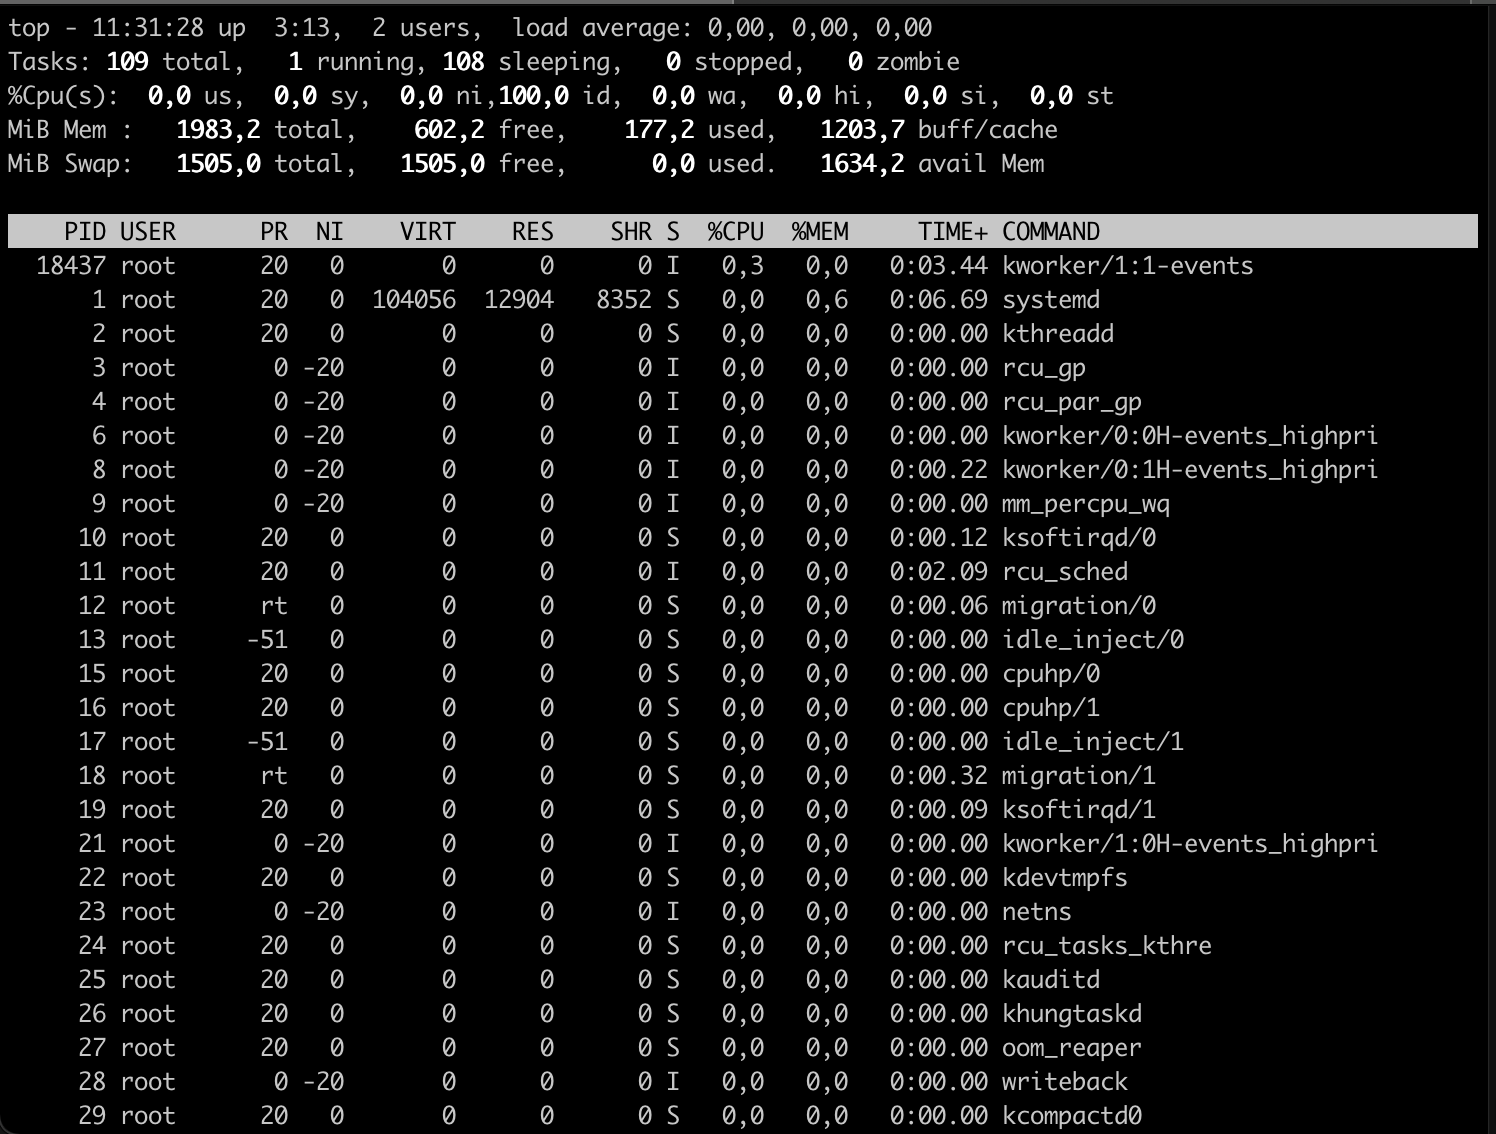 top - 11:31:28 up  3:13,  2 users,  load average: 0,00, 0,00, 0,00
Tasks: 109 total,   1 running, 108 sleeping,   0 stopped,   0 zombie
%Cpu(s):  0,0 us,  0,0 sy,  0,0 ni,100,0 id,  0,0 wa,  0,0 hi,  0,0 si,  0,0 st
MiB Mem :   1983,2 total,    602,2 free,    177,2 used,   1203,7 buff/cache
MiB Swap:   1505,0 total,   1505,0 free,      0,0 used.   1634,2 avail Mem
PID USER      PR  NI    VIRT    RES    SHR S  %CPU  %MEM     TIME+ COMMAND
18437 root      20   0       0      0      0 I   0,3   0,0   0:03.44 kworker/1:1-events
1 root      20   0  104056  12904   8352 S   0,0   0,6   0:06.69 systemd
2 root      20   0       0      0      0 S   0,0   0,0   0:00.00 kthreadd
3 root       0 -20       0      0      0 I   0,0   0,0   0:00.00 rcu_gp
4 root       0 -20       0      0      0 I   0,0   0,0   0:00.00 rcu_par_gp
6 root       0 -20       0      0      0 I   0,0   0,0   0:00.00 kworker/0:0H-events_highpri
8 root       0 -20       0      0      0 I   0,0   0,0   0:00.22 kworker/0:1H-events_highpri
9 root       0 -20       0      0      0 I   0,0   0,0   0:00.00 mm_percpu_wq
10 root      20   0       0      0      0 S   0,0   0,0   0:00.12 ksoftirqd/0
11 root      20   0       0      0      0 I   0,0   0,0   0:02.09 rcu_sched
12 root      rt   0       0      0      0 S   0,0   0,0   0:00.06 migration/0
13 root     -51   0       0      0      0 S   0,0   0,0   0:00.00 idle_inject/0
15 root      20   0       0      0      0 S   0,0   0,0   0:00.00 cpuhp/0
16 root      20   0       0      0      0 S   0,0   0,0   0:00.00 cpuhp/1
17 root     -51   0       0      0      0 S   0,0   0,0   0:00.00 idle_inject/1
18 root      rt   0       0      0      0 S   0,0   0,0   0:00.32 migration/1
19 root      20   0       0      0      0 S   0,0   0,0   0:00.09 ksoftirqd/1
21 root       0 -20       0      0      0 I   0,0   0,0   0:00.00 kworker/1:0H-events_highpri
22 root      20   0       0      0      0 S   0,0   0,0   0:00.00 kdevtmpfs
23 root       0 -20       0      0      0 I   0,0   0,0   0:00.00 netns
24 root      20   0       0      0      0 S   0,0   0,0   0:00.00 rcu_tasks_kthre
25 root      20   0       0      0      0 S   0,0   0,0   0:00.00 kauditd
26 root      20   0       0      0      0 S   0,0   0,0   0:00.00 khungtaskd
27 root      20   0       0      0      0 S   0,0   0,0   0:00.00 oom_reaper
28 root       0 -20       0      0      0 I   0,0   0,0   0:00.00 writeback
29 root      20   0       0      0      0 S   0,0   0,0   0:00.00 kcompactd0